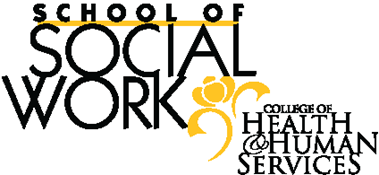 SCHOOL OF
SOCIAL
WORK
COLLEGE OF
HEALTH
& HUMAN
SERVICES